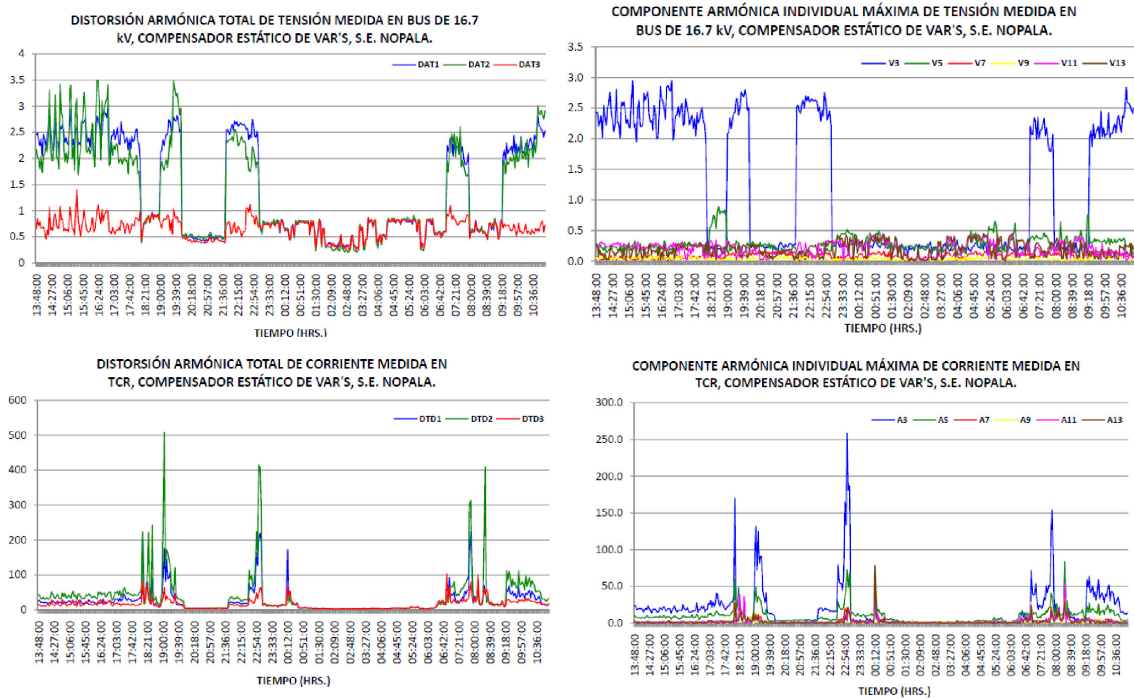 DISTORSIÓN ARMÓNICA TOTAL DE TENSIÓN MEDIDA EN BUS DE 16.7
kV, COMPENSADOR ESTÁTICO DE VAR'S, S.E. NOPALA.
4
DAT1 DAT2 DAT3
3.5
3
2.5
2
1.5
1
0.5
0
13:48:00 14:27:00 15:06:00 15:45:00 16:24:00 17:03:00 17:42:00 18:21:00 19:00:00 19:39:00 20:18:00 20:57:00 21:36:00 22:15:00 22:54:00 23:33:00 00:12:00 00:51:00 01:30:00 02:09:00 02:48:00 03:27:00 04:06:00 04:45:00 05:24:00 06:03:00 06:42:00 07:21:00 08:00:00 08:39:00 09:18:00 09:57:00 10:36:00
TIEMPO (HRS.)
COMPONENTE ARMÓNICA INDIVIDUAL MÁXIMA DE TENSIÓN MEDIDA EN
BUS DE 16.7 kV, COMPENSADOR ESTÁTICO DE VAR'S, S.E. NOPALA.
3.5
V3 V5 V7 V9 V11 V13
3.0
2.5
2.0
1.5
1.0
0.5
0.0
13:48:00 14:27:00 15:06:00 15:45:00 16:24:00 17:03:00 17:42:00 18:21:00 19:00:00 19:39:00 20:18:00 20:57:00 21:36:00 22:15:00 22:54:00 23:33:00 00:12:00 00:51:00 01:30:00 02:09:00 02:48:00 03:27:00 04:06:00 04:45:00 05:24:00 06:03:00 06:42:00 07:21:00 08:00:00 08:39:00 09:18:00 09:57:00 10:36:00
TIEMPO (HRS.)
DISTORSIÓN ARMÓNICA TOTAL DE CORRIENTE MEDIDA EN
TCR, COMPENSADOR ESTÁTICO DE VAR'S, S.E. NOPALA.
600
DTD1 DTD2 DTD3
500
400
300
200
100
0
13:48:00 14:27:00 15:06:00 15:45:00 16:24:00 17:03:00 17:42:00 18:21:00 19:00:00 19:39:00 20:18:00 20:57:00 21:36:00 22:15:00 22:54:00 23:33:00 00:12:00 00:51:00 01:30:00 02:09:00 02:48:00 03:27:00 04:06:00 04:45:00 05:24:00 06:03:00 06:42:00 07:21:00 08:00:00 08:39:00 09:18:00 09:57:00 10:36:00
TIEMPO (HRS.)
COMPONENTE ARMÓNICA INDIVIDUAL MÁXIMA DE CORRIENTE MEDIDA EN
TCR, COMPENSADOR ESTÁTICO DE VAR'S, S.E. NOPALA.
300.0
A3 A5 A7 A9 A11 A13
250.0
200.0
150.0
100.0
50.0
0.0
13:48:00 14:27:00 15:06:00 15:45:00 16:24:00 17:03:00 17:42:00 18:21:00 19:00:00 19:39:00 20:18:00 20:57:00 21:36:00 22:15:00 22:54:00 23:33:00 00:12:00 00:51:00 01:30:00 02:09:00 02:48:00 03:27:00 04:06:00 04:45:00 05:24:00 06:03:00 06:42:00 07:21:00 08:00:00 08:39:00 09:18:00 09:57:00 10:36:00
TIEMPO (HRS.)